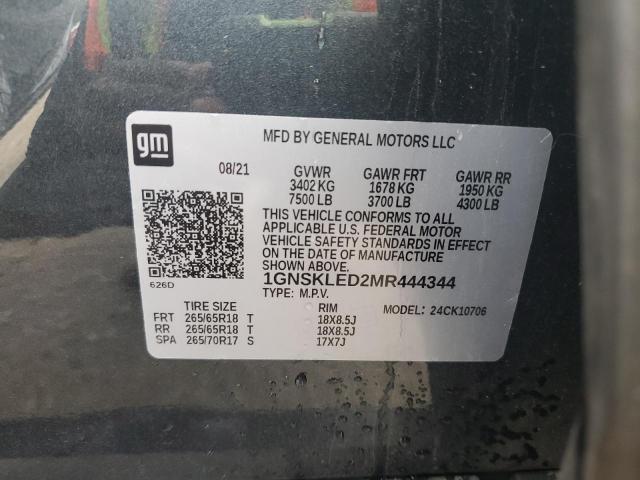 gm
MFD BY GENERAL MOTORS LLC
08/21 GVWR GAWR FRT GAWR RR
3402 KG 1678 KG 1950 KG
7500 LB 3700 LB 4300 LB
THIS VEHICLE CONFORMS TO ALL
APPLICABLE U.S. FEDERAL MOTOR
VEHICLE SAFETY STANDARDS IN EFFECT
ON THE DATE OF MANUFACTURE
SHOWN ABOVE.
626D 1GNSKLED2MR444344
TYPE: M.P.V. MODEL: 24CK10706
TIRE SIZE RIM
FRT 265/65R18 T 18X8.5J
RR 265/65R18 T 18X8.5J
SPA 265/70R17 S 17X7J